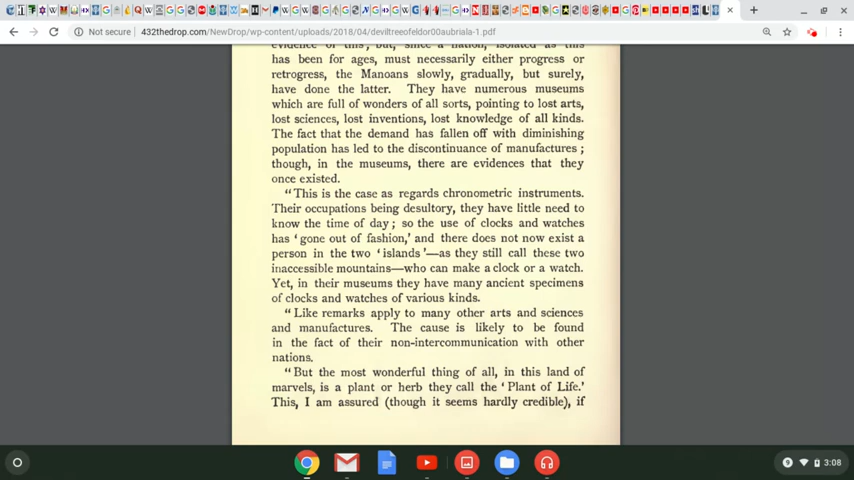 Not secure | 432thedrop.com/NewDrop/wp-content/uploads/2018/04/deviltreeofeldor00aubriala-1.pdf
evidence of this; but, since a nation, isolated as this
has been for ages, must necessarily either progress or
retrogress, the Manoans slowly, gradually, but surely,
have done the latter. They have numerous museums
which are full of wonders of all sorts, pointing to lost arts,
lost sciences, lost inventions, lost knowledge of all kinds.
The fact that the demand has fallen off with diminishing
population has led to the discontinuance of manufactures;
though, in the museums, there are evidences that they
once existed.
"This is the case as regards chronometric instruments.
Their occupations being desultory, they have little need to
know the time of day; so the use of clocks and watches
has 'gone out of fashion,' and there does not now exist a
person in the two 'islands'—as they still call these two
inaccessible mountains—who can make a clock or a watch.
Yet, in their museums they have many ancient specimens
of clocks and watches of various kinds.
"Like remarks apply to many other arts and sciences
and manufactures. The cause is likely to be found
in the fact of their non-intercommunication with other
nations.
"But the most wonderful thing of all, in this land of
marvels, is a plant or herb they call the 'Plant of Life.'
This, I am assured (though it seems hardly credible), if
9 3:08